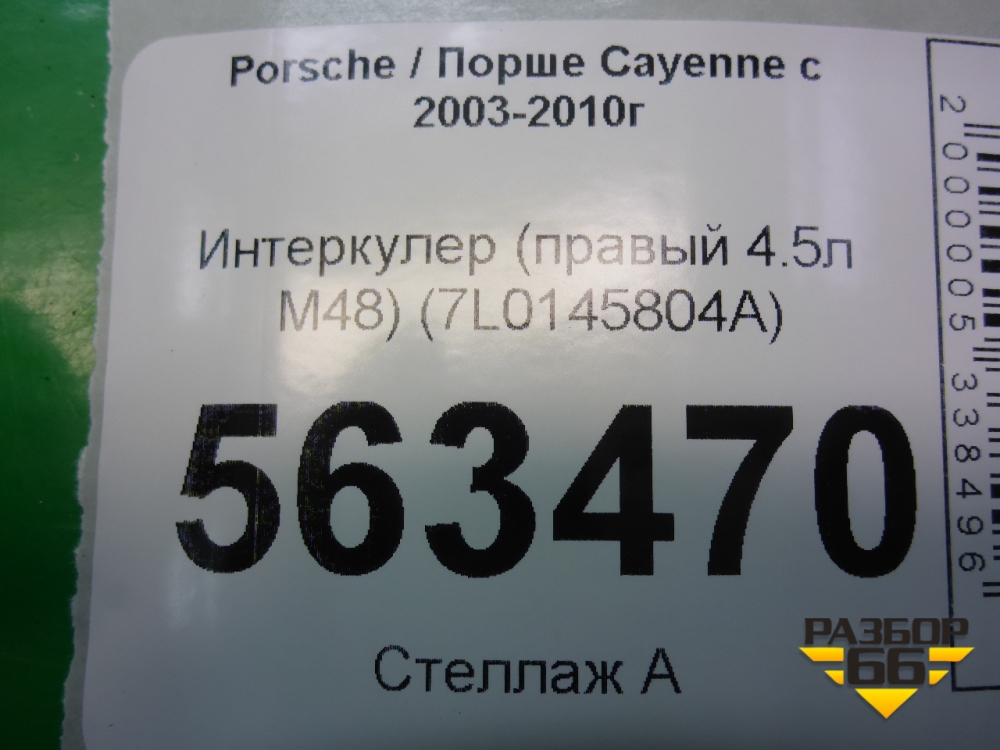 Porsche / Порше Cayenne с
2003-2010г
Интеркулер (правый 4.5л
М48) (7L0145804A)
563470
Стеллаж А
2000005338496
РАЗБОР
66